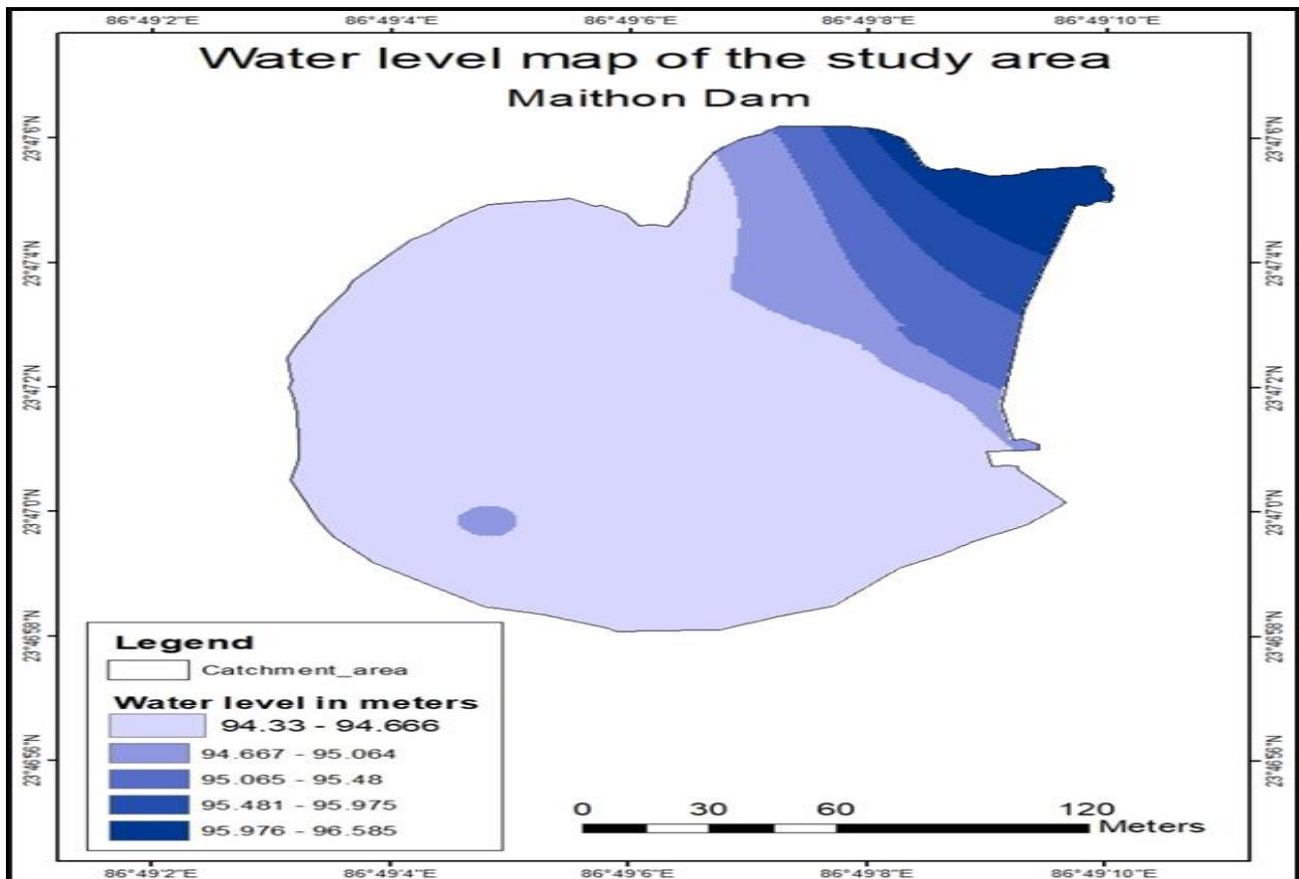 86°49'2"E 86°49'4"E 86°49'6"E 86°49'8"E 86°49'10"E
Water level map of the study area
Maithon Dam
23°47'6"N 23°47'6"N
23°47'4"N 23°47'4"N
23°47'2"N 23°47'2"N
23°47'0"N 23°47'0"N
23°46'58"N 23°46'58"N
23°46'56"N 23°46'56"N
Legend
Catchment_area
Water level in meters
94.33 - 94.666
94.667 - 95.064
95.065 - 95.48
95.481 - 95.975
95.976 - 96.585
0 30 60 120
Meters
86°49'2"E 86°49'4"E 86°49'6"E 86°49'8"E 86°49'10"E